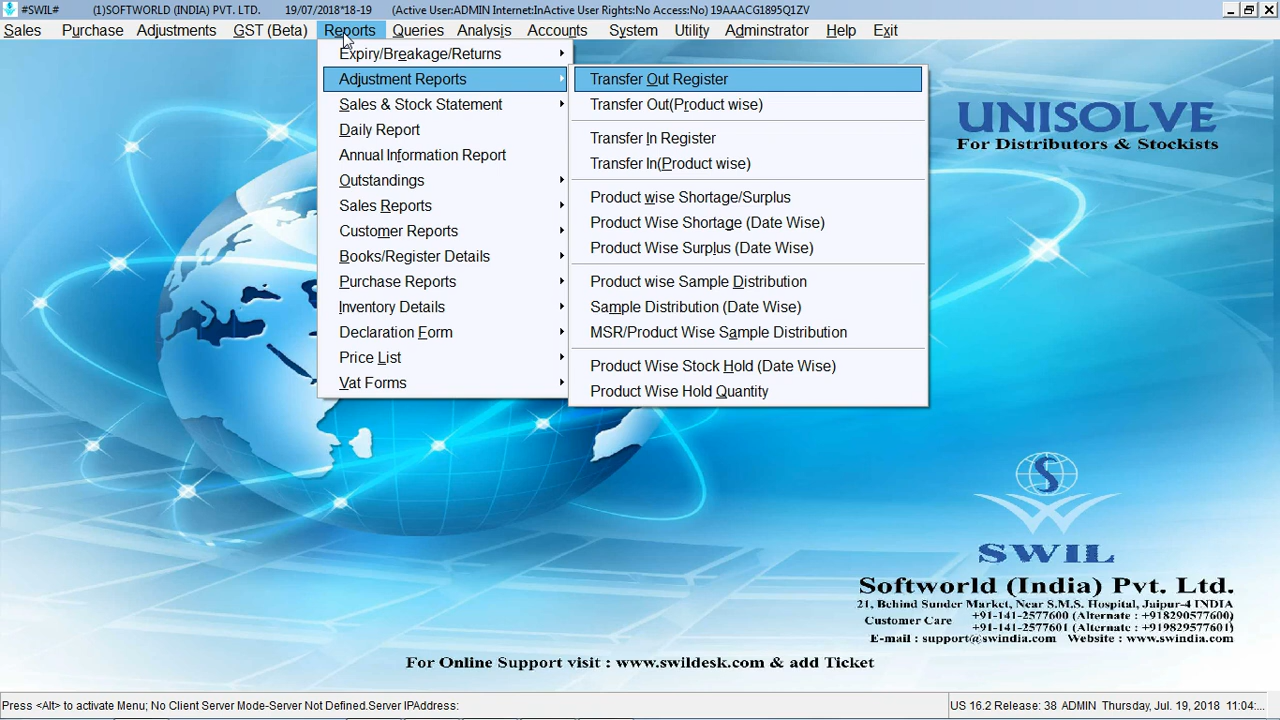 #SWIL# (1)SOFTWORLD (INDIA) PVT. LTD. 19/07/2018*18-19 (Active User:ADMIN Internet:InActive User Rights:No Access:No) 19AAACG1895Q1ZV
Sales Purchase Adjustments GST (Beta) Reports Queries Analysis Accounts System Utility Adminstrator Help Exit
Expiry/Breakage/Returns
Adjustment Reports
Sales & Stock Statement
Daily Report
Annual Information Report
Outstandings
Sales Reports
Customer Reports
Books/Register Details
Purchase Reports
Inventory Details
Declaration Form
Price List
Vat Forms
Transfer Out Register
Transfer Out(Product wise)
Transfer In Register
Transfer In(Product wise)
Product wise Shortage/Surplus
Product Wise Shortage (Date Wise)
Product Wise Surplus (Date Wise)
Product wise Sample Distribution
Sample Distribution (Date Wise)
MSR/Product Wise Sample Distribution
Product Wise Stock Hold (Date Wise)
Product Wise Hold Quantity
UNISOLVE
For Distributors & Stockists
S
SWIL
Softworld (India) Pvt. Ltd.
21, Behind Sunder Market, Near S.M.S. Hospital, Jaipur-4 INDIA
Customer Care +91-141-2577600 (Alternate : +918290577600)
+91-141-2577601 (Alternate : +919829577601)
E-mail : support@swindia.com Website : www.swindia.com
For Online Support visit : www.swildesk.com & add Ticket
Press <Alt> to activate Menu; No Client Server Mode-Server Not Defined.Server IPAddress:
US 16.2 Release: 38 ADMIN Thursday, Jul. 19, 2018 11:04:...